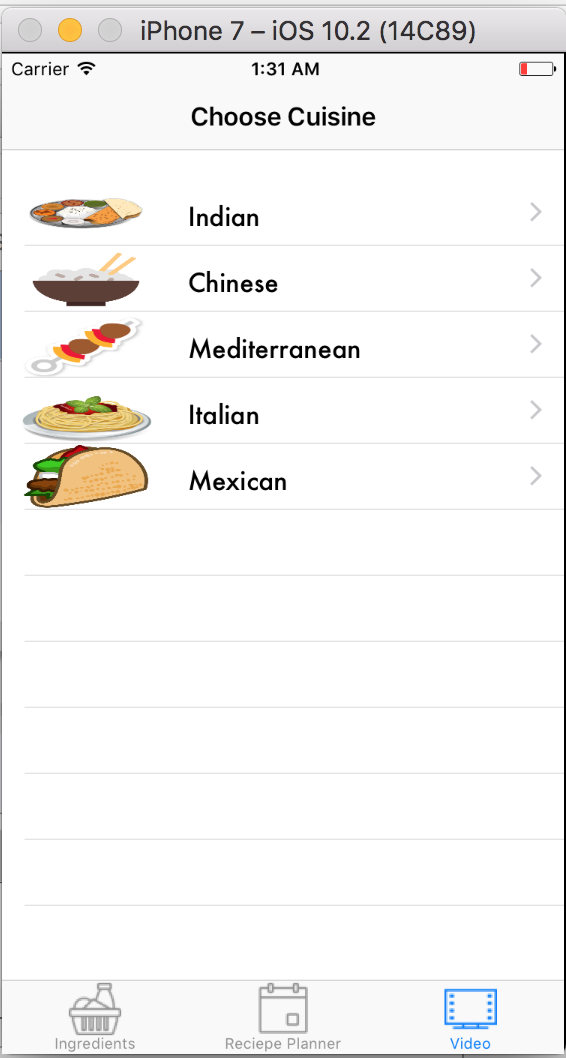 iPhone 7 – iOS 10.2 (14C89)
Carrier 1:31 AM
Choose Cuisine
Indian
Chinese
Mediterranean
Italian
Mexican
Ingredients Reciepe Planner Video